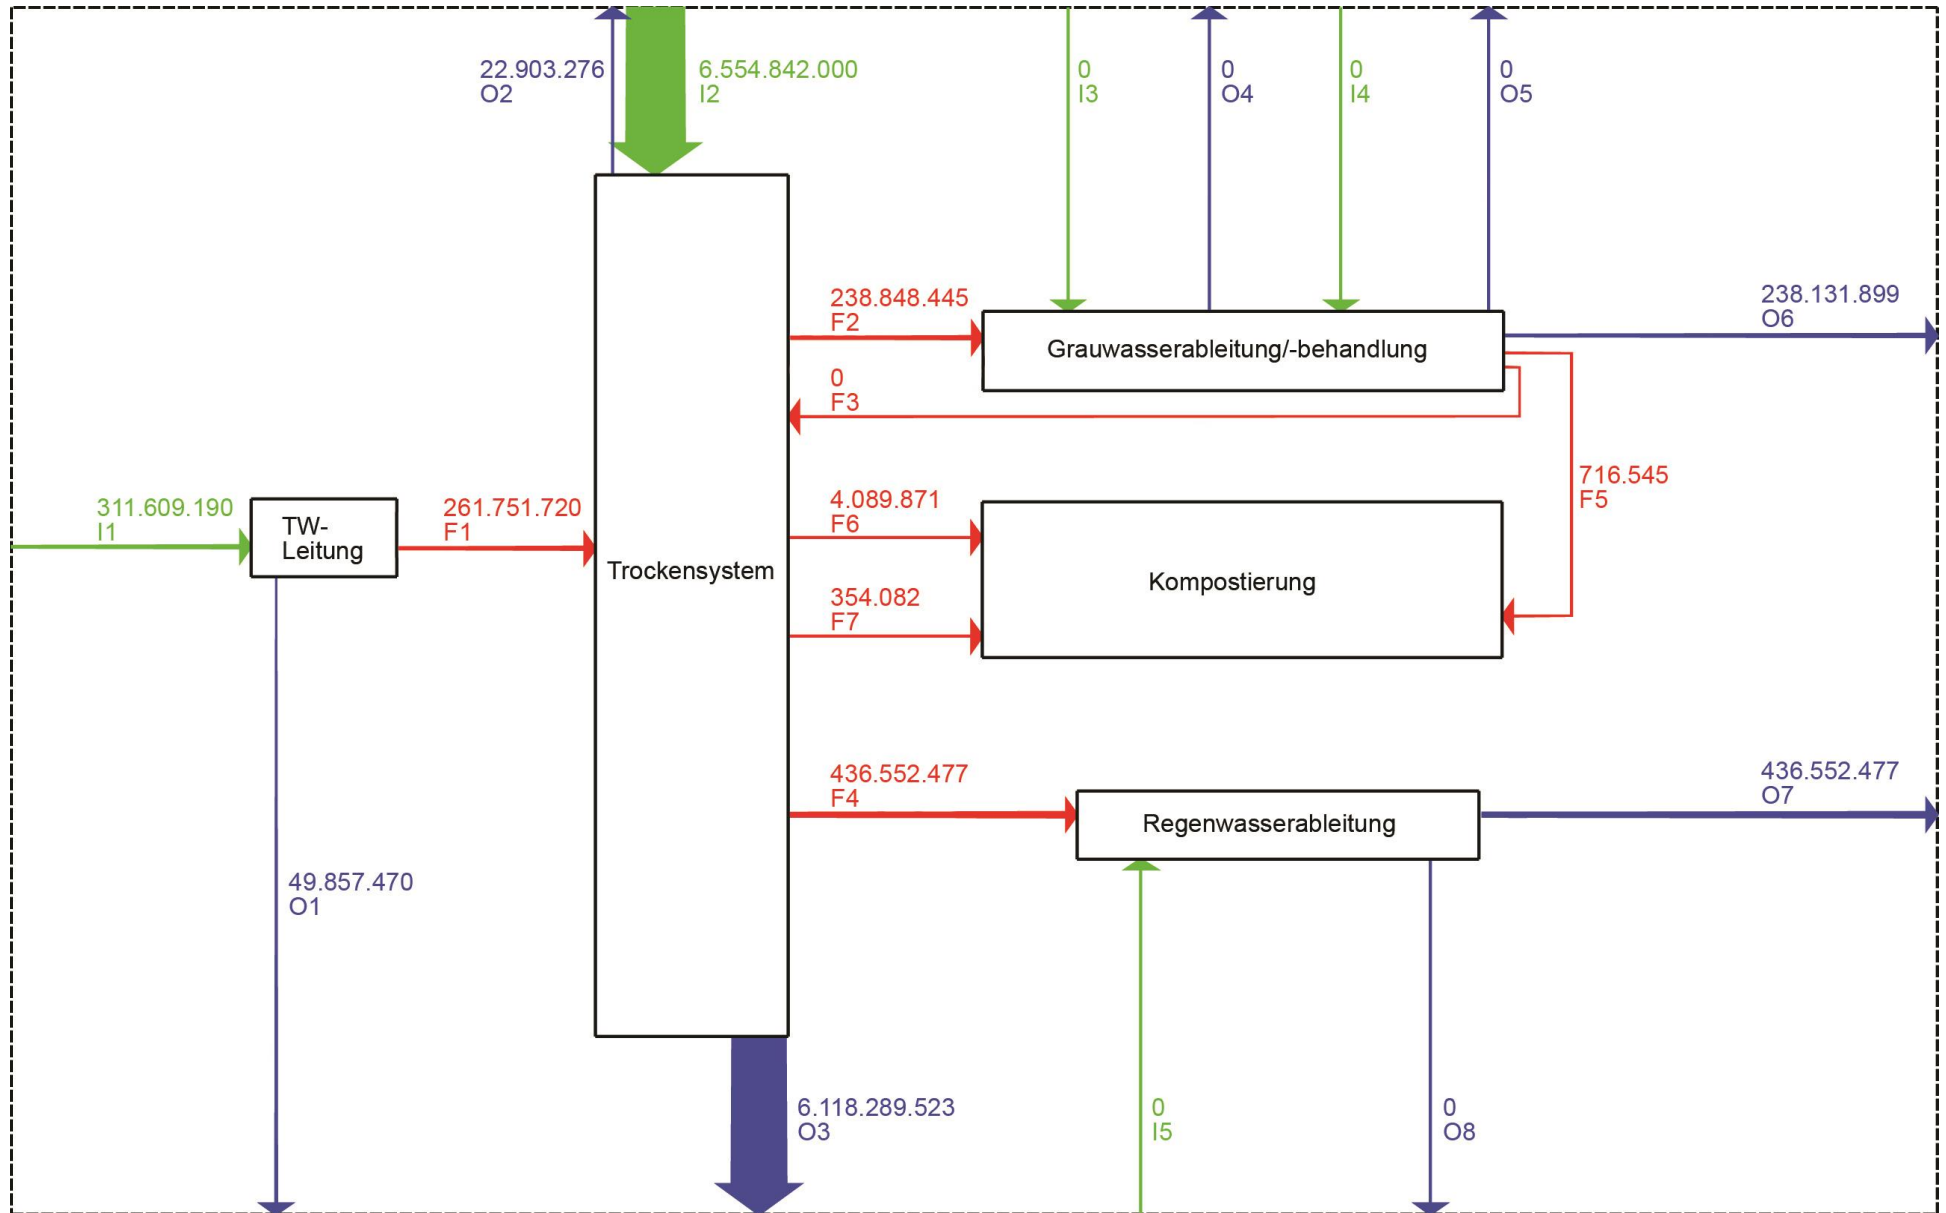 22.903.276
O2
6.554.842.000
I2
0
I3
0
O4
0
I4
0
O5
238.848.445
F2
Grauwasserableitung/-behandlung
238.131.899
O6
0
F3
716.545
F5
311.609.190
I1
TW-
Leitung
261.751.720
F1
Trockensystem
4.089.871
F6
Kompostierung
354.082
F7
436.552.477
F4
Regenwasserableitung
436.552.477
O7
49.857.470
O1
6.118.289.523
O3
0
I5
0
O8